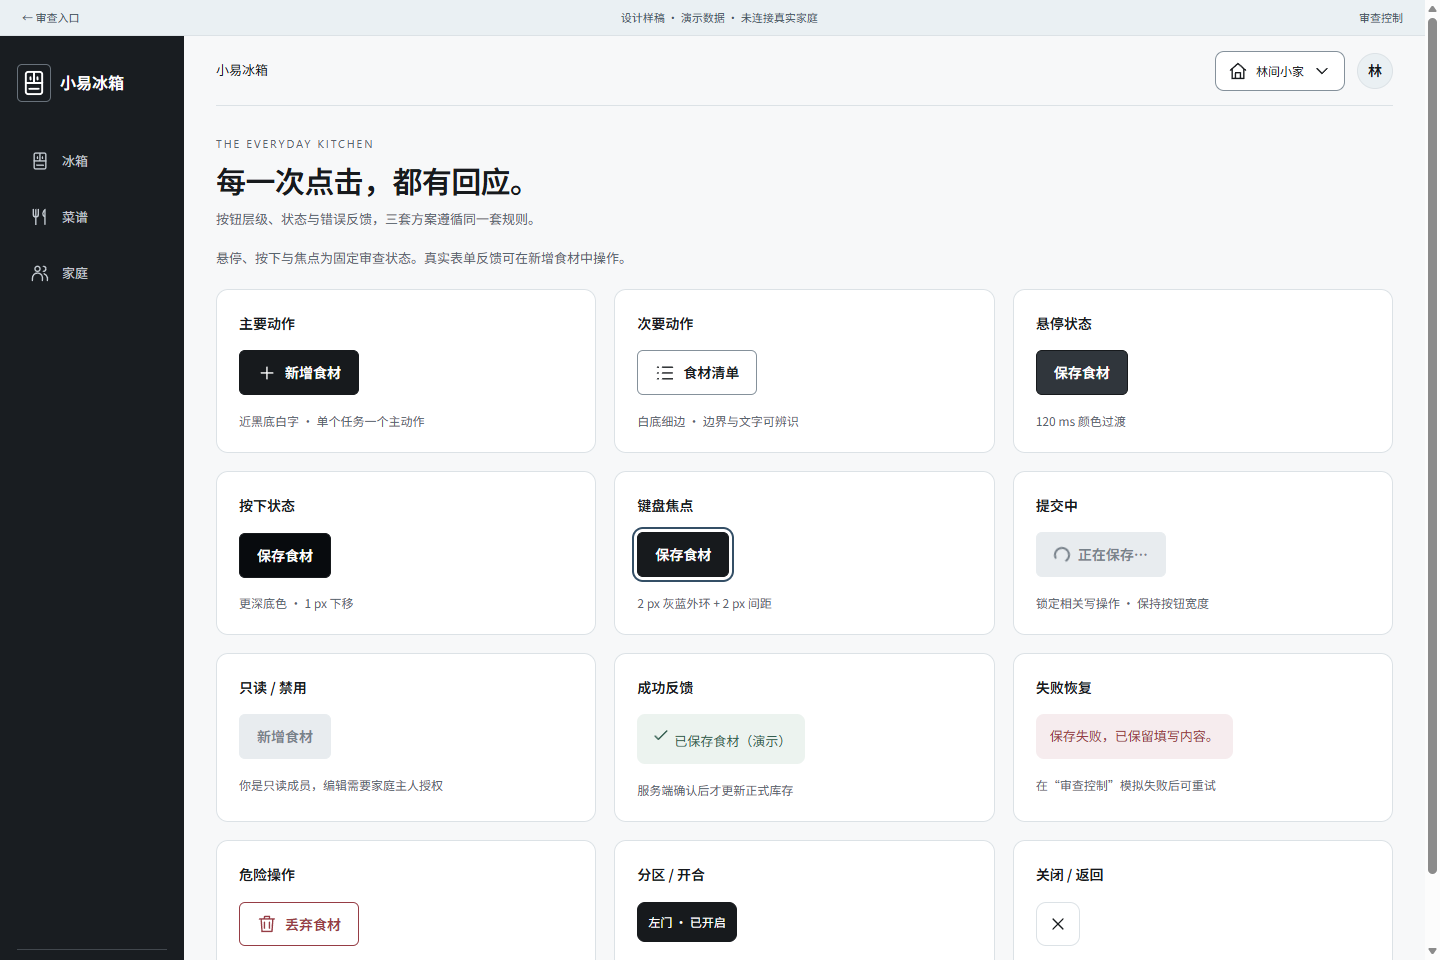 ← 审查入口
设计样稿 · 演示数据 · 未连接真实家庭
审查控制
小易冰箱
冰箱
菜谱
家庭
小易冰箱
林间小家
林
THE EVERYDAY KITCHEN
每一次点击，都有回应。
按钮层级、状态与错误反馈，三套方案遵循同一套规则。
悬停、按下与焦点为固定审查状态。真实表单反馈可在新增食材中操作。
主要动作
新增食材
近黑底白字 · 单个任务一个主动作
次要动作
食材清单
白底细边 · 边界与文字可辨识
悬停状态
保存食材
120 ms 颜色过渡
按下状态
保存食材
更深底色 · 1 px 下移
键盘焦点
保存食材
2 px 灰蓝外环 + 2 px 间距
提交中
正在保存…
锁定相关写操作 · 保持按钮宽度
只读 / 禁用
新增食材
你是只读成员，编辑需要家庭主人授权
成功反馈
已保存食材（演示）
服务端确认后才更新正式库存
失败恢复
保存失败，已保留填写内容。
在“审查控制”模拟失败后可重试
危险操作
丢弃食材
分区 / 开合
左门 · 已开启
关闭 / 返回